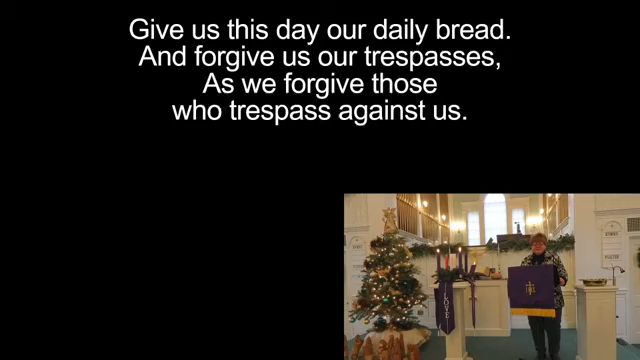 Give us this day our daily bread.
And forgive us our trespasses,
As we forgive those
who trespass against us.
LOVE